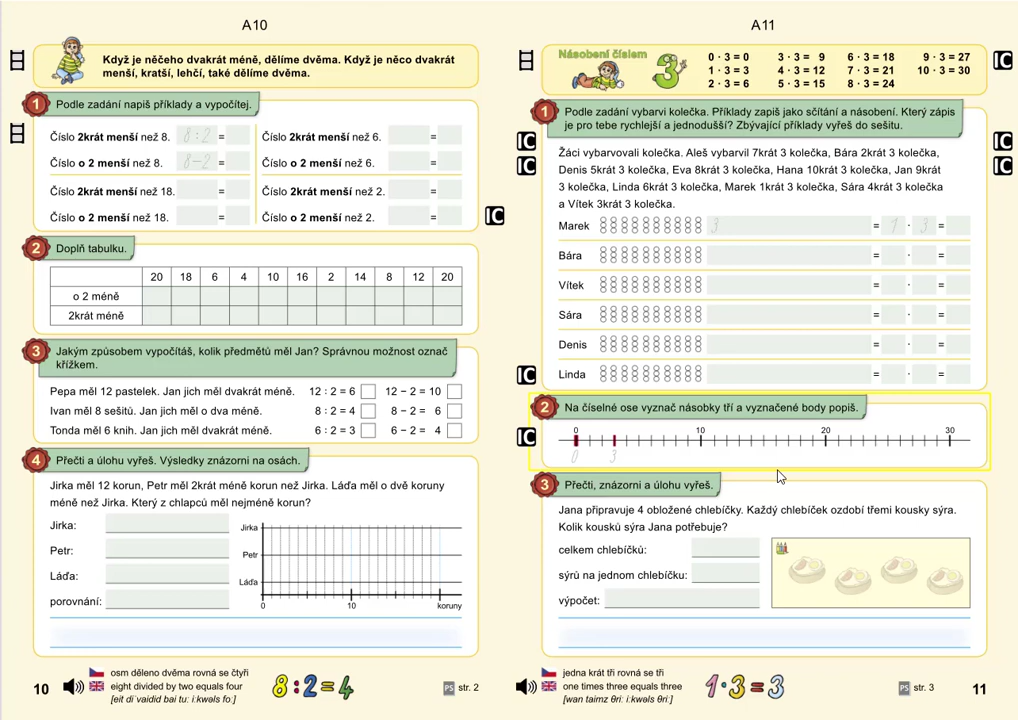 A10
Když je něčeho dvakrát méně, dělíme dvěma. Když je něco dvakrát
menší, kratší, lehčí, také dělíme dvěma.
1 Podle zadání napiš příklady a vypočítej.
Číslo 2krát menší než 8. 8:2 =
Číslo o 2 menší než 8. 8-2 =
Číslo 2krát menší než 18. =
Číslo o 2 menší než 18. =
Číslo 2krát menší než 6. =
Číslo o 2 menší než 6. =
Číslo 2krát menší než 2. =
Číslo o 2 menší než 2. =
IC
2 Doplň tabulku.
20 18 6 4 10 16 2 14 8 12 20
o 2 méně
2krát méně
3 Jakým způsobem vypočítáš, kolik předmětů měl Jan? Správnou možnost označ
křížkem.
Pepa měl 12 pastelek. Jan jich měl dvakrát méně. 12 : 2 = 6 12 − 2 = 10
Ivan měl 8 sešitů. Jan jich měl o dva méně. 8 : 2 = 4 8 − 2 = 6
Tonda měl 6 knih. Jan jich měl dvakrát méně. 6 : 2 = 3 6 − 2 = 4
4 Přečti a úlohu vyřeš. Výsledky znázorni na osách.
Jirka měl 12 korun, Petr měl 2krát méně korun než Jirka. Láďa měl o dvě koruny
méně než Jirka. Který z chlapců měl nejméně korun?
Jirka:
Petr:
Láďa:
porovnání:
Jirka
Petr
Láďa
0 10 koruny
osm děleno dvěma rovná se čtyři
eight divided by two equals four
[eit di´vaidid bai tu: i:kwəls fo:]
10
8:2=4
PS str. 2
A11
Násobení číslem 3
0 · 3 = 0 3 · 3 = 9 6 · 3 = 18 9 · 3 = 27
1 · 3 = 3 4 · 3 = 12 7 · 3 = 21 10 · 3 = 30
2 · 3 = 6 5 · 3 = 15 8 · 3 = 24
IC
1 Podle zadání vybarvi kolečka. Příklady zapiš jako sčítání a násobení. Který zápis
je pro tebe rychlejší a jednodušší? Zbývající příklady vyřeš do sešitu.
IC IC
IC IC
Žáci vybarvovali kolečka. Aleš vybarvil 7krát 3 kolečka, Bára 2krát 3 kolečka,
Denis 5krát 3 kolečka, Eva 8krát 3 kolečka, Hana 10krát 3 kolečka, Jan 9krát
3 kolečka, Linda 6krát 3 kolečka, Marek 1krát 3 kolečka, Sára 4krát 3 kolečka
a Vítek 3krát 3 kolečka.
Marek 3 = 1 · 3 =
Bára = · =
Vítek = · =
Sára = · =
Denis = · =
Linda = · =
IC
2 Na číselné ose vyznač násobky tří a vyznačené body popiš.
IC
0 10 20 30
0 3
3 Přečti, znázorni a úlohu vyřeš.
Jana připravuje 4 obložené chlebíčky. Každý chlebíček ozdobí třemi kousky sýra.
Kolik kousků sýra Jana potřebuje?
celkem chlebíčků:
sýrů na jednom chlebíčku:
výpočet:
jedna krát tři rovná se tři
one times three equals three
[wan taimz θri: i:kwəls θri:]
1·3=3
PS str. 3
11